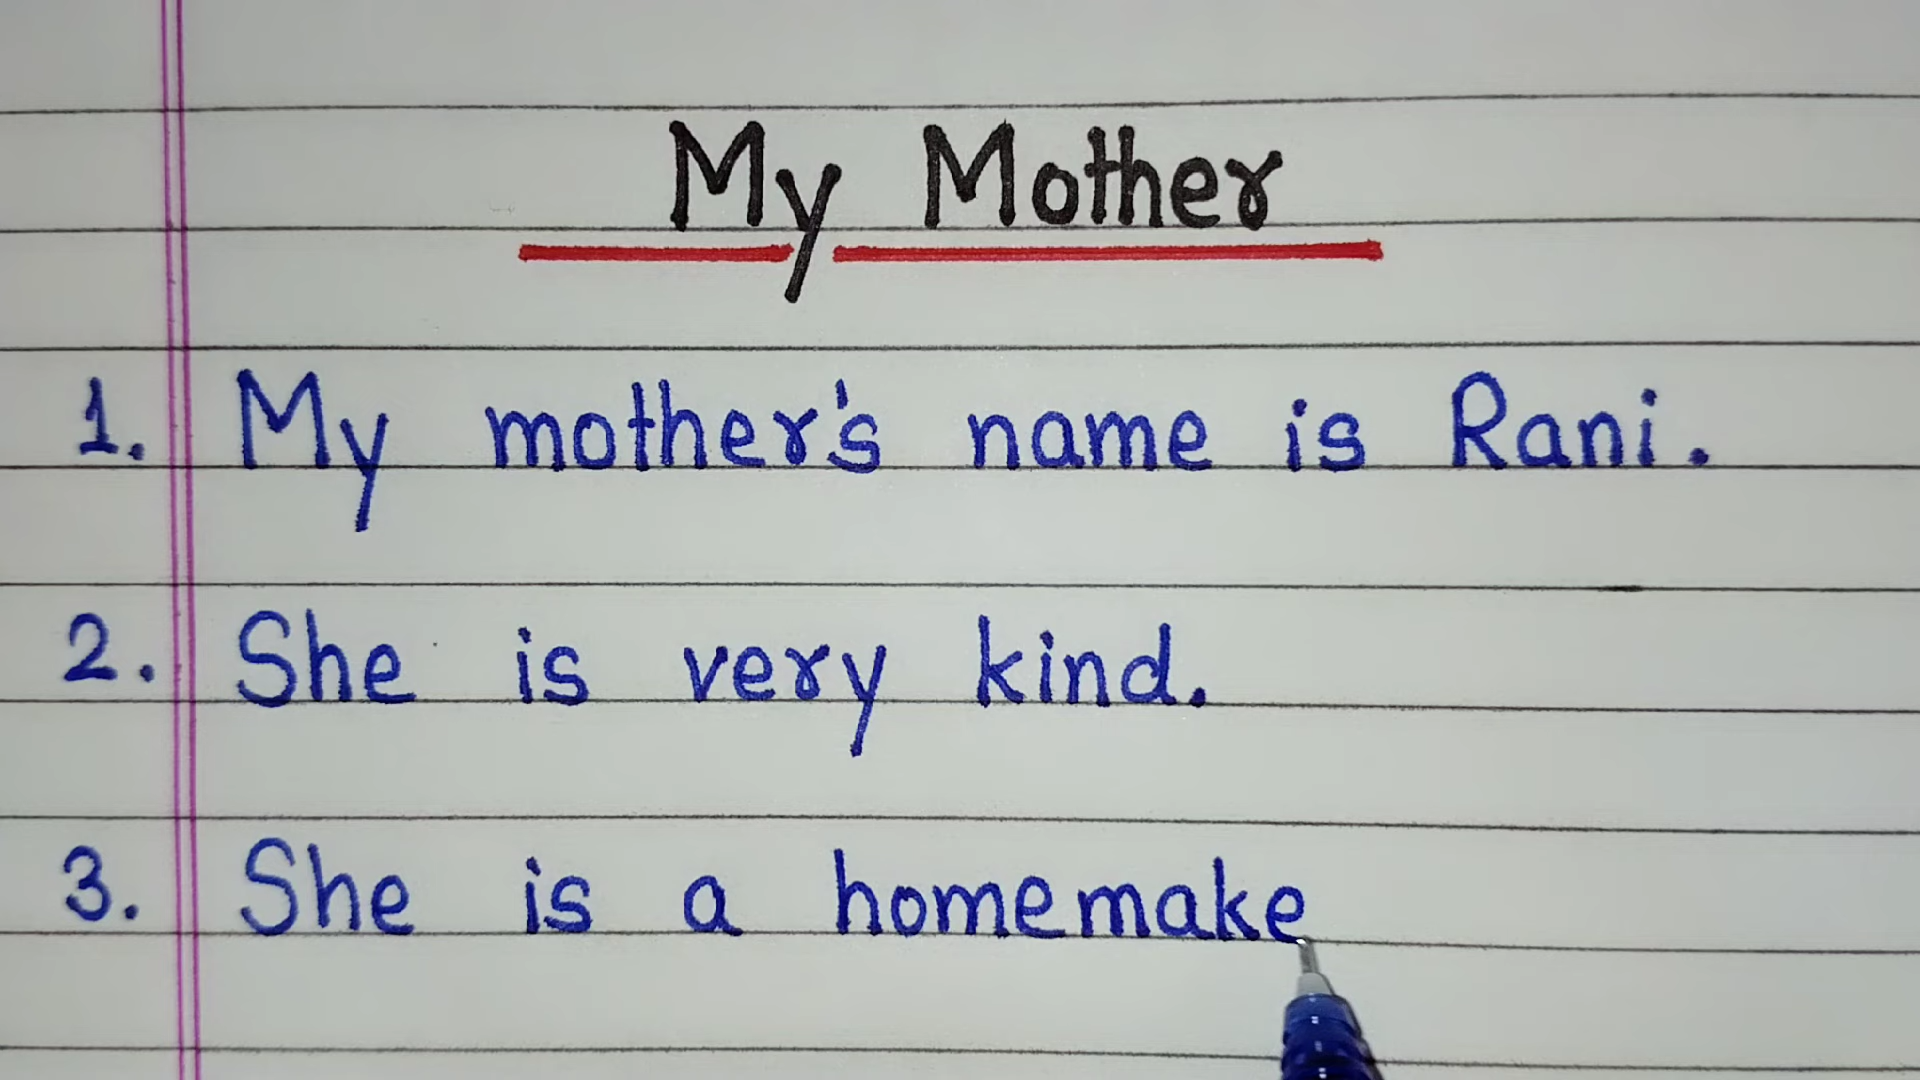 My Mother
1. My mother's name is Rani.
2. She is very kind.
3. She is a homemake